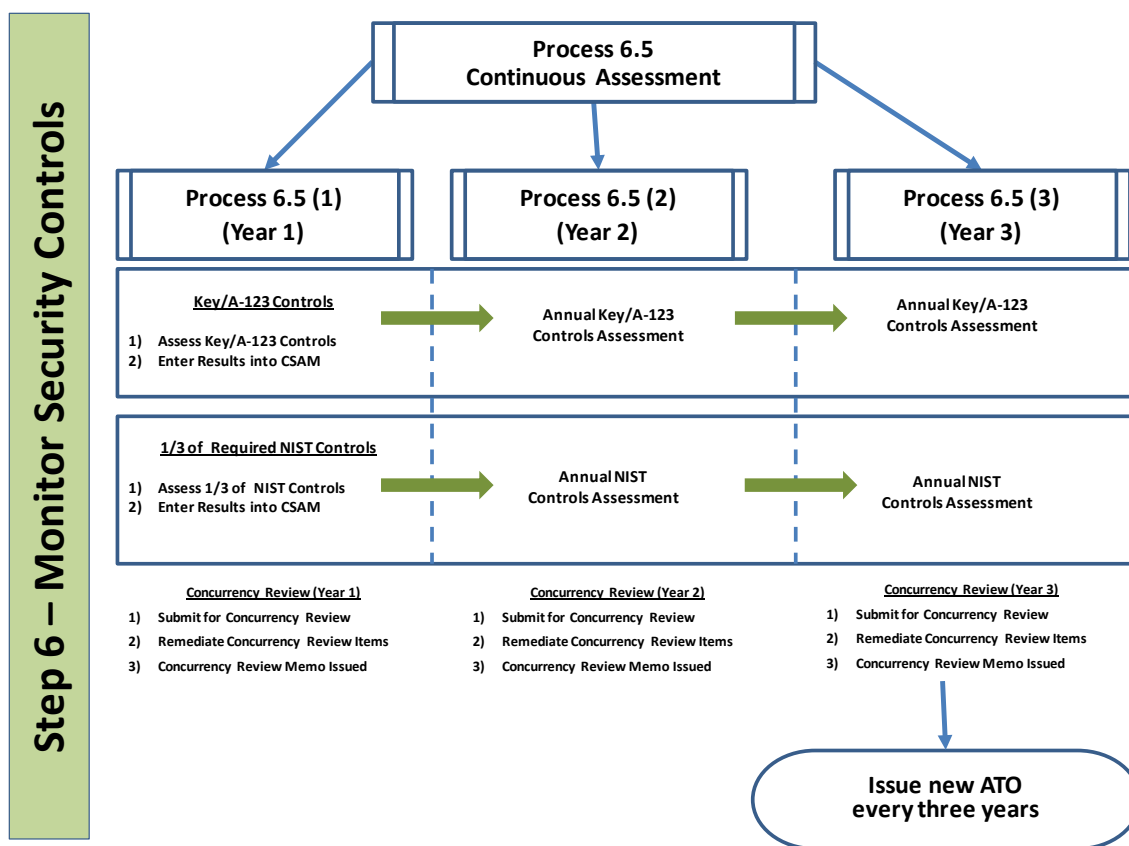 Step 6 – Monitor Security Controls
Process 6.5
Continuous Assessment
Process 6.5 (1)
(Year 1)
Process 6.5 (2)
(Year 2)
Process 6.5 (3)
(Year 3)
Key/A-123 Controls
1) Assess Key/A-123 Controls
2) Enter Results into CSAM
Annual Key/A-123
Controls Assessment
Annual Key/A-123
Controls Assessment
1/3 of Required NIST Controls
1) Assess 1/3 of NIST Controls
2) Enter Results into CSAM
Annual NIST
Controls Assessment
Annual NIST
Controls Assessment
Concurrency Review (Year 1)
1) Submit for Concurrency Review
2) Remediate Concurrency Review Items
3) Concurrency Review Memo Issued
Concurrency Review (Year 2)
1) Submit for Concurrency Review
2) Remediate Concurrency Review Items
3) Concurrency Review Memo Issued
Concurrency Review (Year 3)
1) Submit for Concurrency Review
2) Remediate Concurrency Review Items
3) Concurrency Review Memo Issued
Issue new ATO
every three years